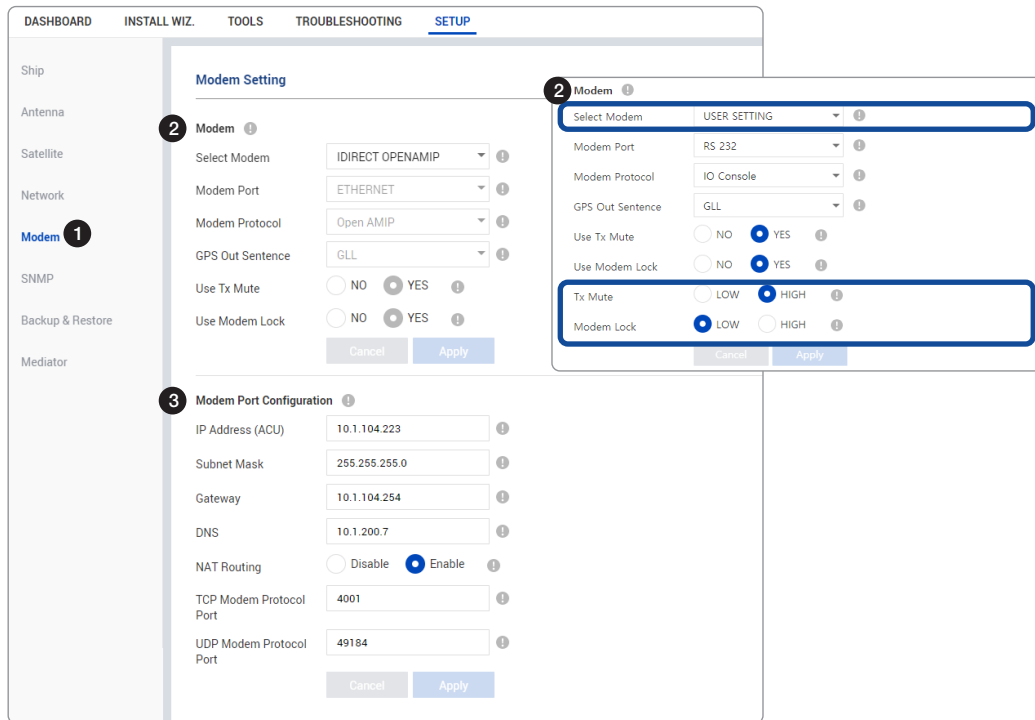 DASHBOARD INSTALL WIZ. TOOLS TROUBLESHOOTING SETUP
Ship
Antenna
Satellite
Network
Modem 1
SNMP
Backup & Restore
Mediator
Modem Setting
2 Modem !
Select Modem IDIRECT OPENAMIP !
Modem Port ETHERNET !
Modem Protocol Open AMIP !
GPS Out Sentence GLL !
Use Tx Mute NO YES !
Use Modem Lock NO YES !
Cancel Apply
3 Modem Port Configuration !
IP Address (ACU) 10.1.104.223 !
Subnet Mask 255.255.255.0 !
Gateway 10.1.104.254 !
DNS 10.1.200.7 !
NAT Routing Disable Enable !
TCP Modem Protocol
Port 4001 !
UDP Modem Protocol
Port 49184 !
Cancel Apply
2 Modem !
Select Modem USER SETTING !
Modem Port RS 232 !
Modem Protocol IO Console !
GPS Out Sentence GLL !
Use Tx Mute NO YES !
Use Modem Lock NO YES !
Tx Mute LOW HIGH !
Modem Lock LOW HIGH !
Cancel Apply